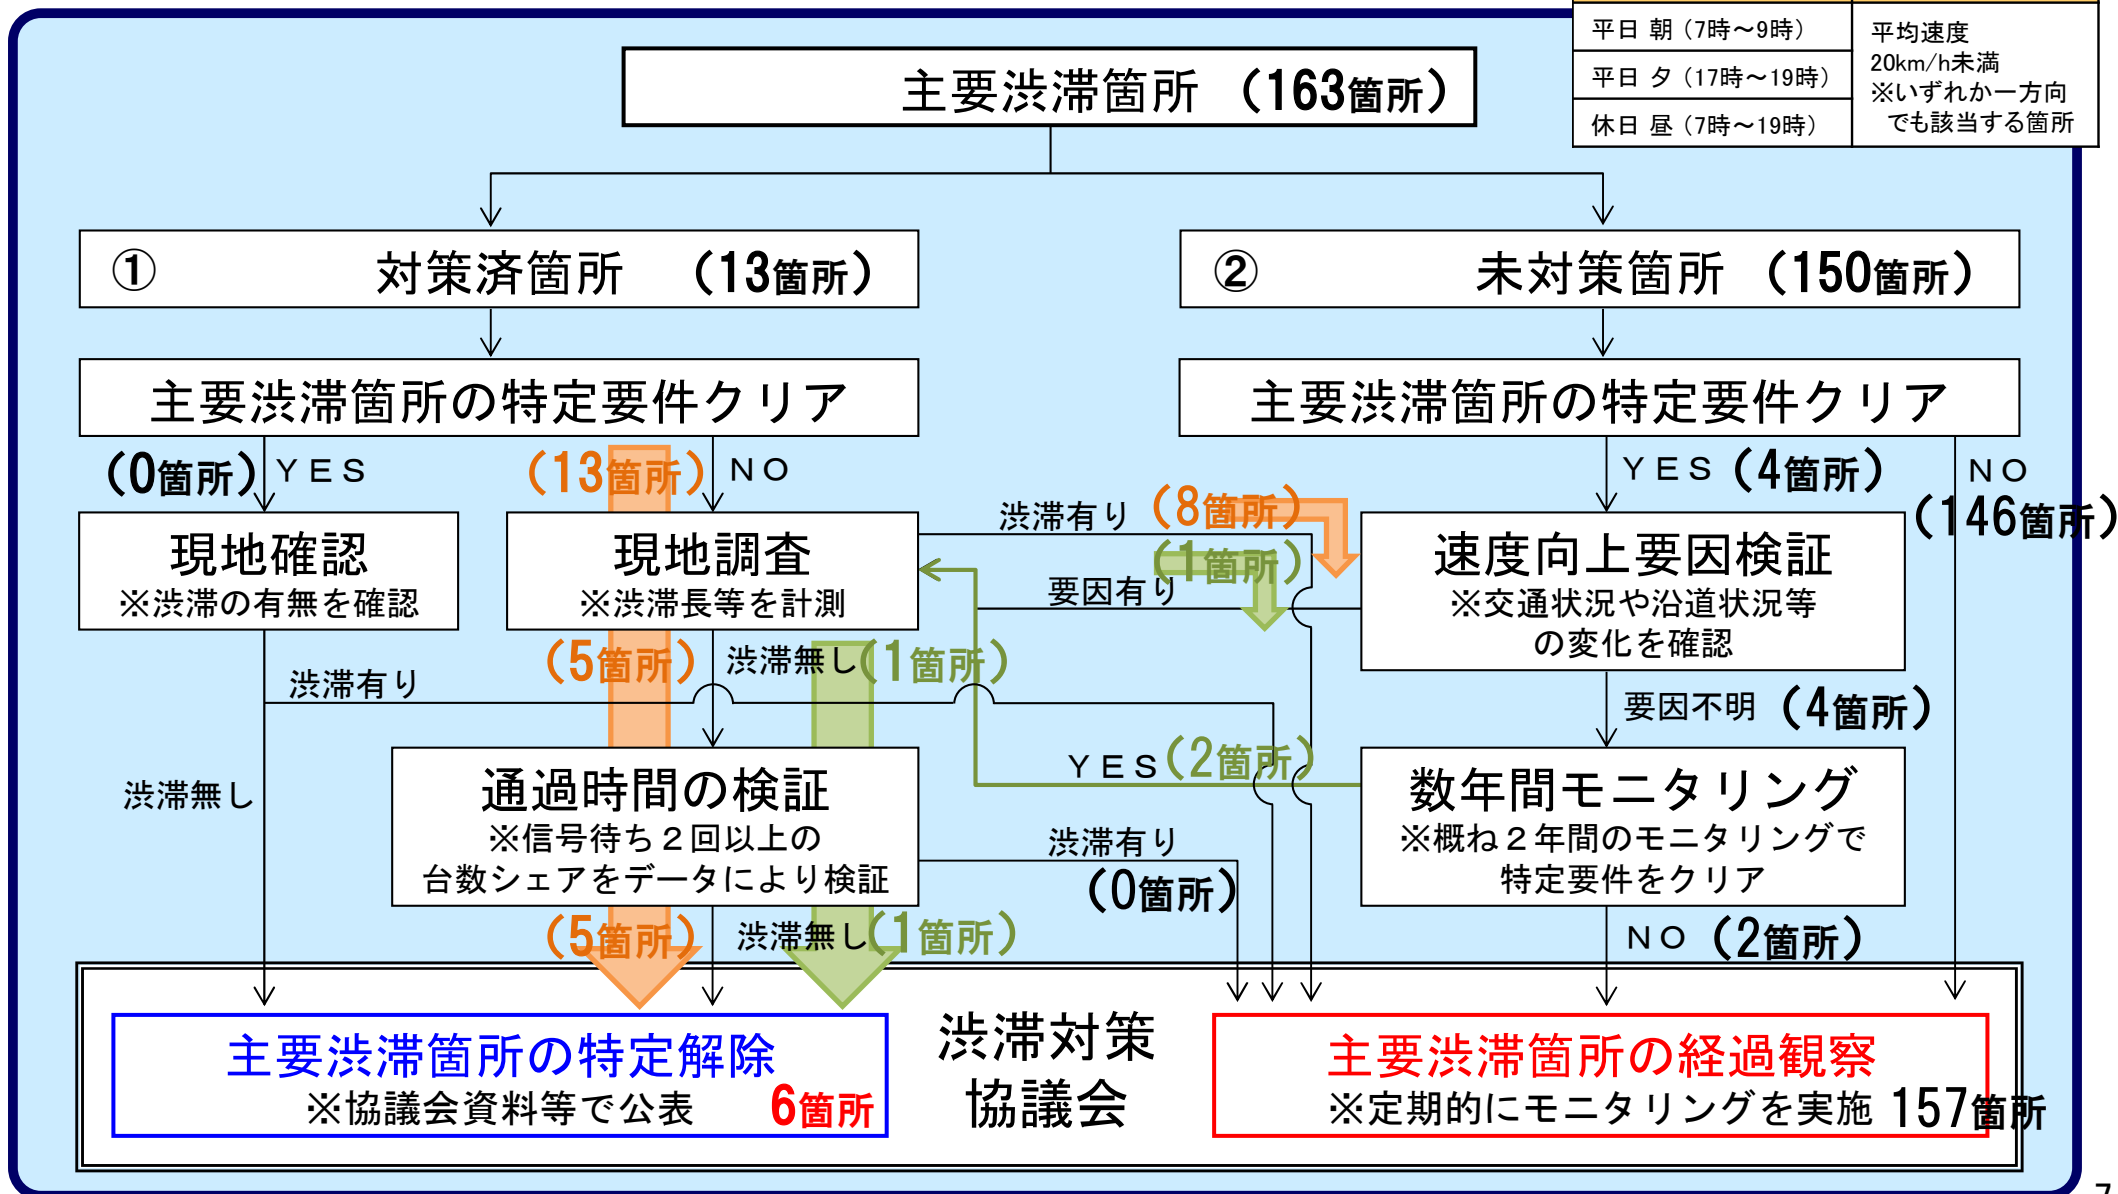 平日 朝（7時～9時）
平均速度
20km/h未満
※いずれか一方向
でも該当する箇所
平日 夕（17時～19時）
休日 昼（7時～19時）
主要渋滞箇所 （163箇所）
① 対策済箇所 （13箇所）
② 未対策箇所 （150箇所）
主要渋滞箇所の特定要件クリア
主要渋滞箇所の特定要件クリア
（0箇所） ＹＥＳ
（13箇所） ＮＯ
ＹＥＳ （4箇所）
ＮＯ
（146箇所）
現地確認
※渋滞の有無を確認
現地調査
※渋滞長等を計測
渋滞有り （8箇所）
（1箇所）
要因有り
速度向上要因検証
※交通状況や沿道状況等
の変化を確認
（5箇所） 渋滞無し （1箇所）
渋滞有り
要因不明 （4箇所）
渋滞無し
通過時間の検証
※信号待ち２回以上の
台数シェアをデータにより検証
ＹＥＳ （2箇所）
数年間モニタリング
※概ね２年間のモニタリングで
特定要件をクリア
渋滞有り
（0箇所）
（5箇所） 渋滞無し （1箇所）
ＮＯ （2箇所）
主要渋滞箇所の特定解除
※協議会資料等で公表 6箇所
渋滞対策
協議会
主要渋滞箇所の経過観察
※定期的にモニタリングを実施 157箇所